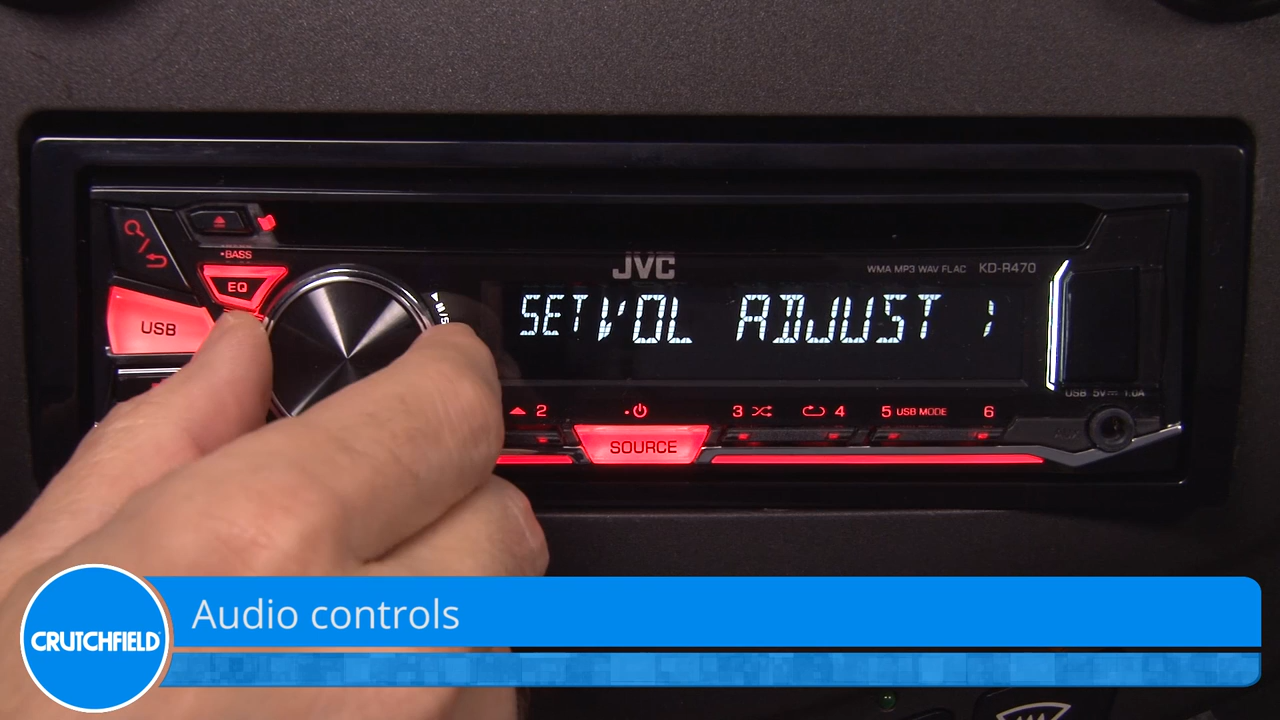 -BASS
EQ
USB
M/S
JVC
WMA MP3 WAV FLAC KD-R470
SET VOL ADJUST
USB 5V 1.0A
2
3
4
5 USB MODE
6
SOURCE
Audio controls
CRUTCHFIELD